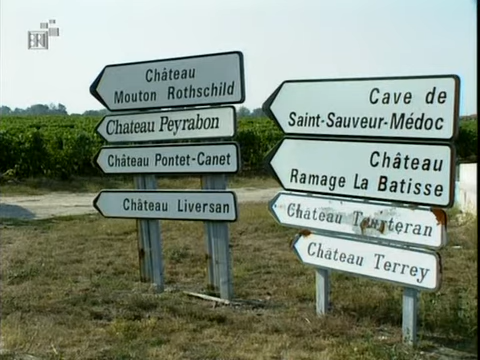 Château
Mouton Rothschild
Chateau Peyrabon
Château Pontet-Canet
Château Liversan
Cave de
Saint-Sauveur-Médoc
Château
Ramage La Batisse
Château
Château Terrey